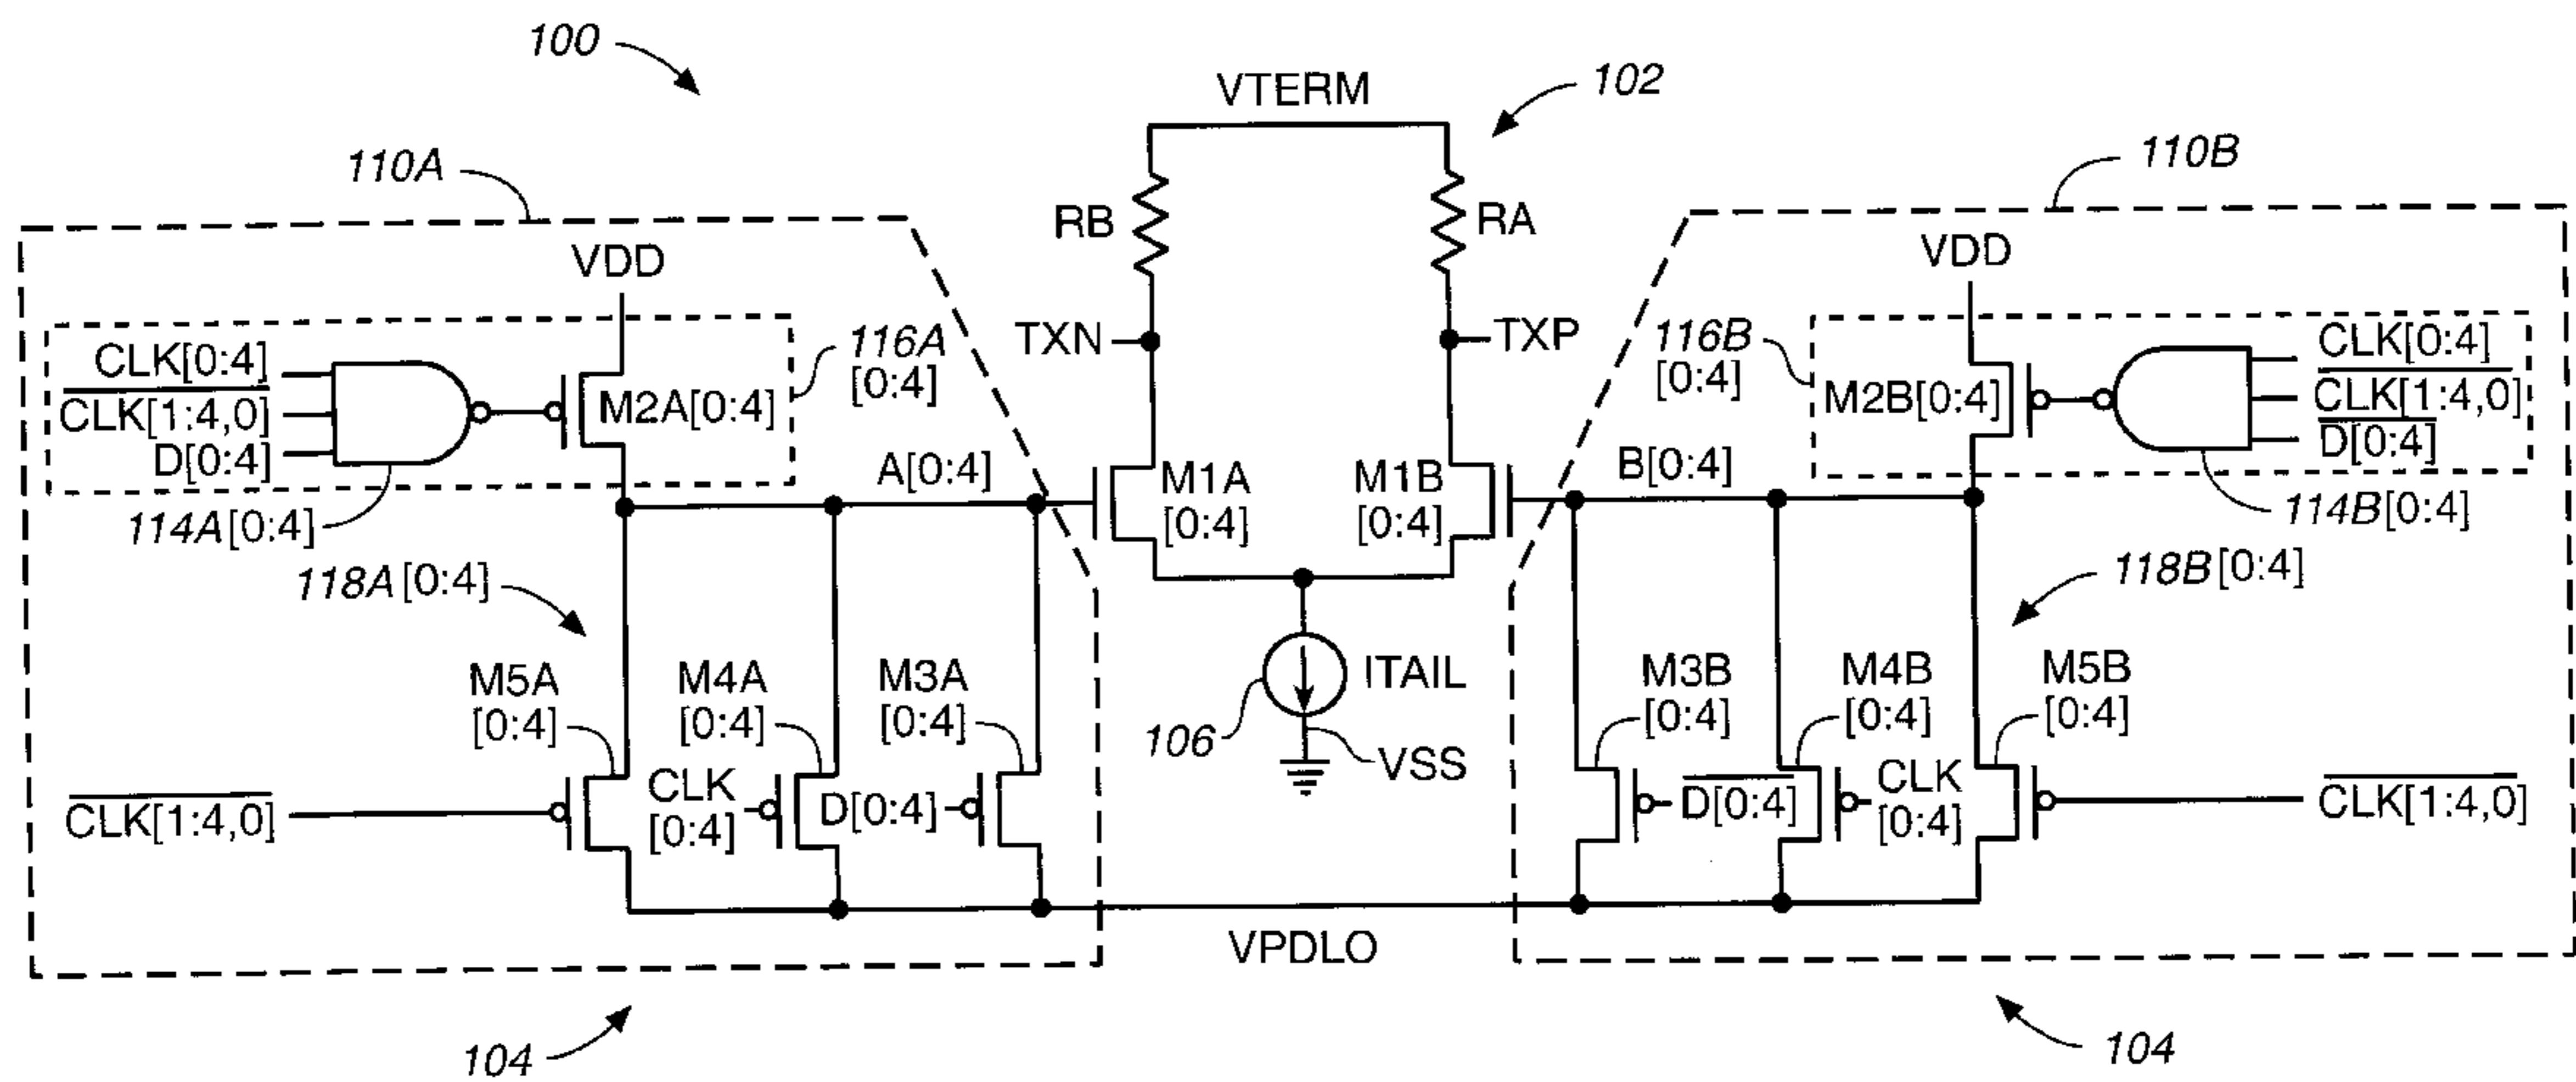 100
VTERM
102
110A
110B
RB
RA
VDD
VDD
TXN
TXP
CLK[0:4]
C̅L̅K̅[̅1̅:̅4̅,̅0̅]̅
D[0:4]
M2A[0:4]
116A
[0:4]
116B
[0:4]
M2B[0:4]
CLK[0:4]
C̅L̅K̅[̅1̅:̅4̅,̅0̅]̅
D̅[̅0̅:̅4̅]̅
114A[0:4]
A[0:4]
M1A
[0:4]
M1B
[0:4]
B[0:4]
114B[0:4]
118A[0:4]
118B[0:4]
M5A
[0:4]
M4A
[0:4]
M3A
[0:4]
ITAIL
106
VSS
M3B
[0:4]
M4B
[0:4]
M5B
[0:4]
C̅L̅K̅[̅1̅:̅4̅,̅0̅]̅
CLK
[0:4]
D[0:4]
D̅[̅0̅:̅4̅]̅
CLK
[0:4]
C̅L̅K̅[̅1̅:̅4̅,̅0̅]̅
VPDLO
104
104